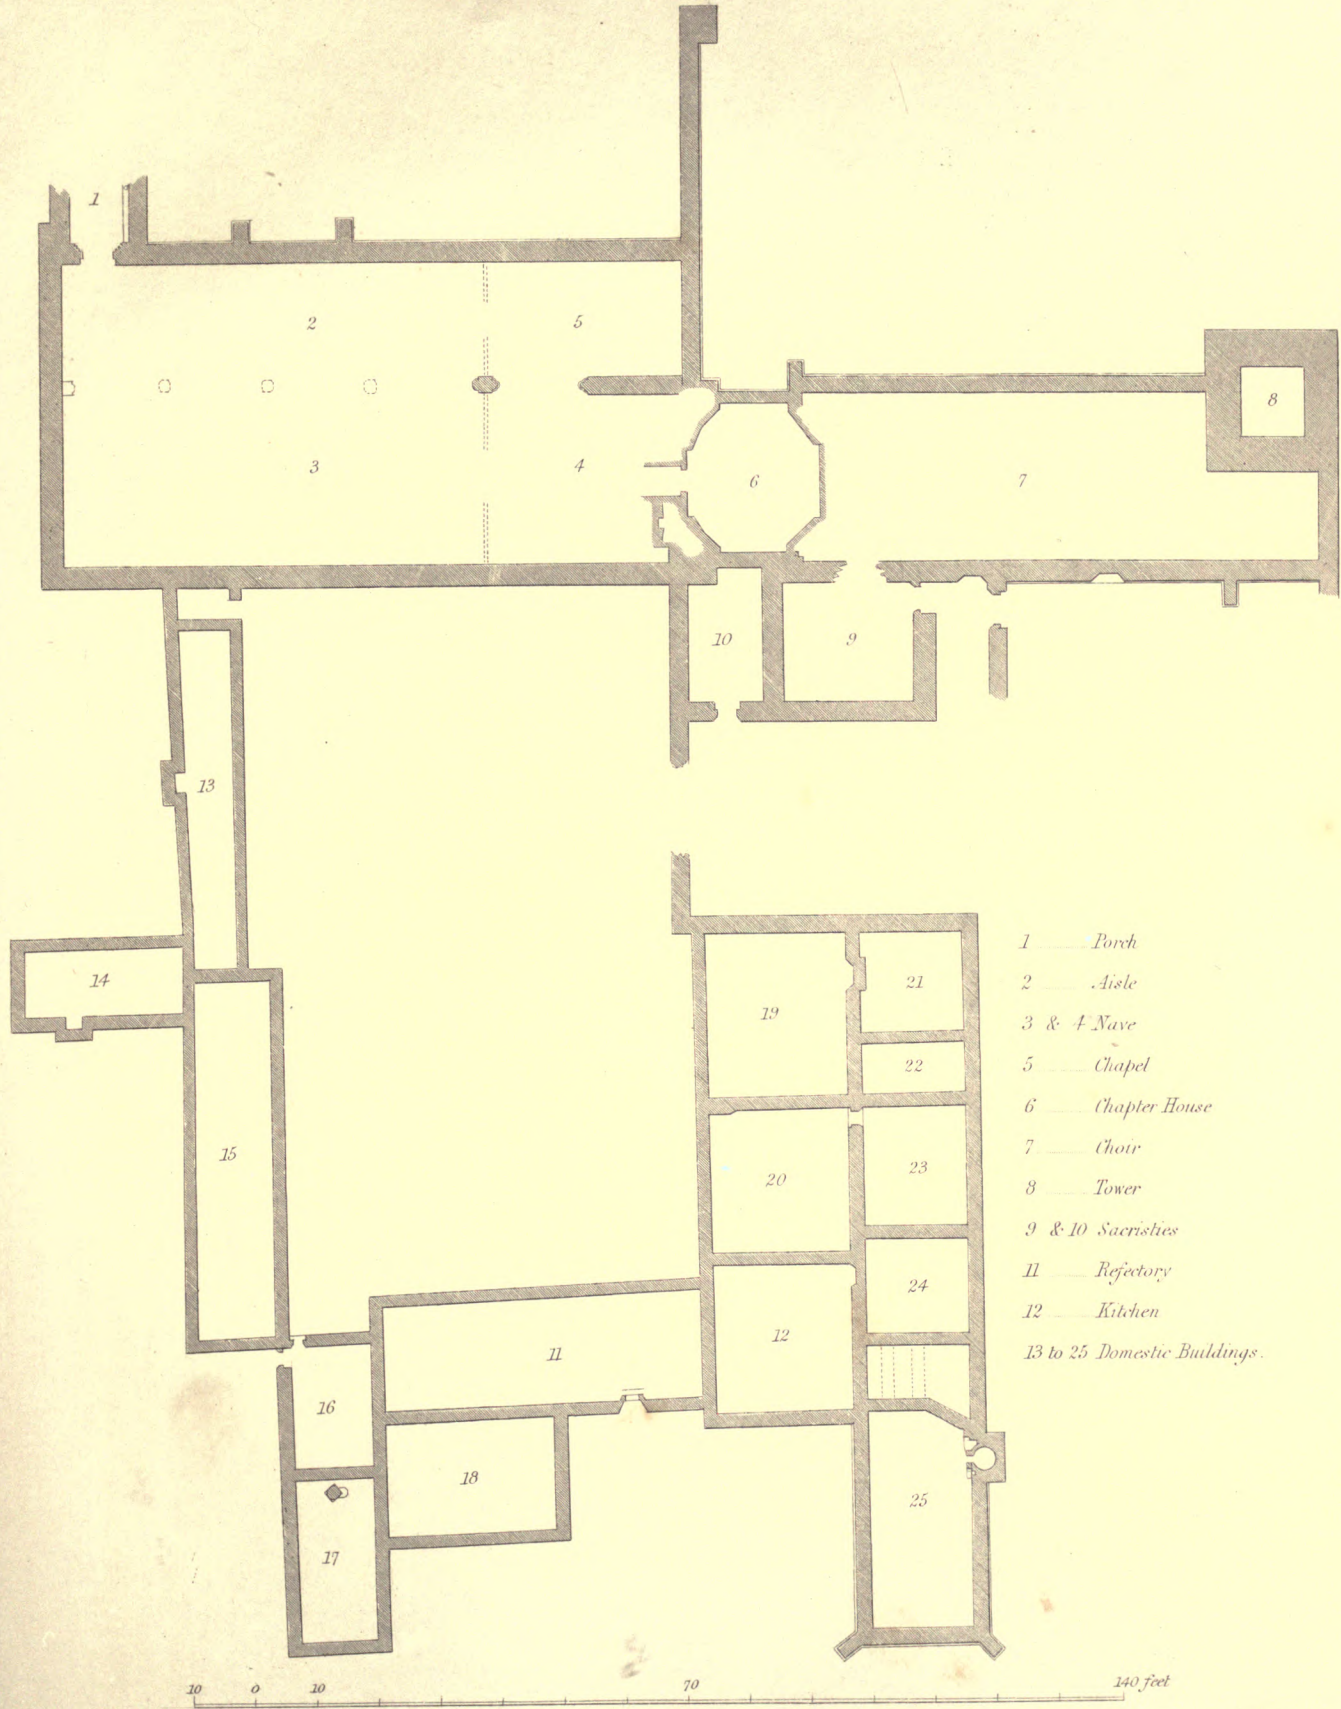 1
2
5
8
3
4
6
7
10
9
13
14
19
21
22
15
20
23
24
12
11
16
18
25
17
1 Porch
2 Aisle
3 & 4 Nave
5 Chapel
6 Chapter House
7 Choir
8 Tower
9 & 10 Sacristies
11 Refectory
12 Kitchen
13 to 25 Domestic Buildings.
10 0 10 70 140 feet